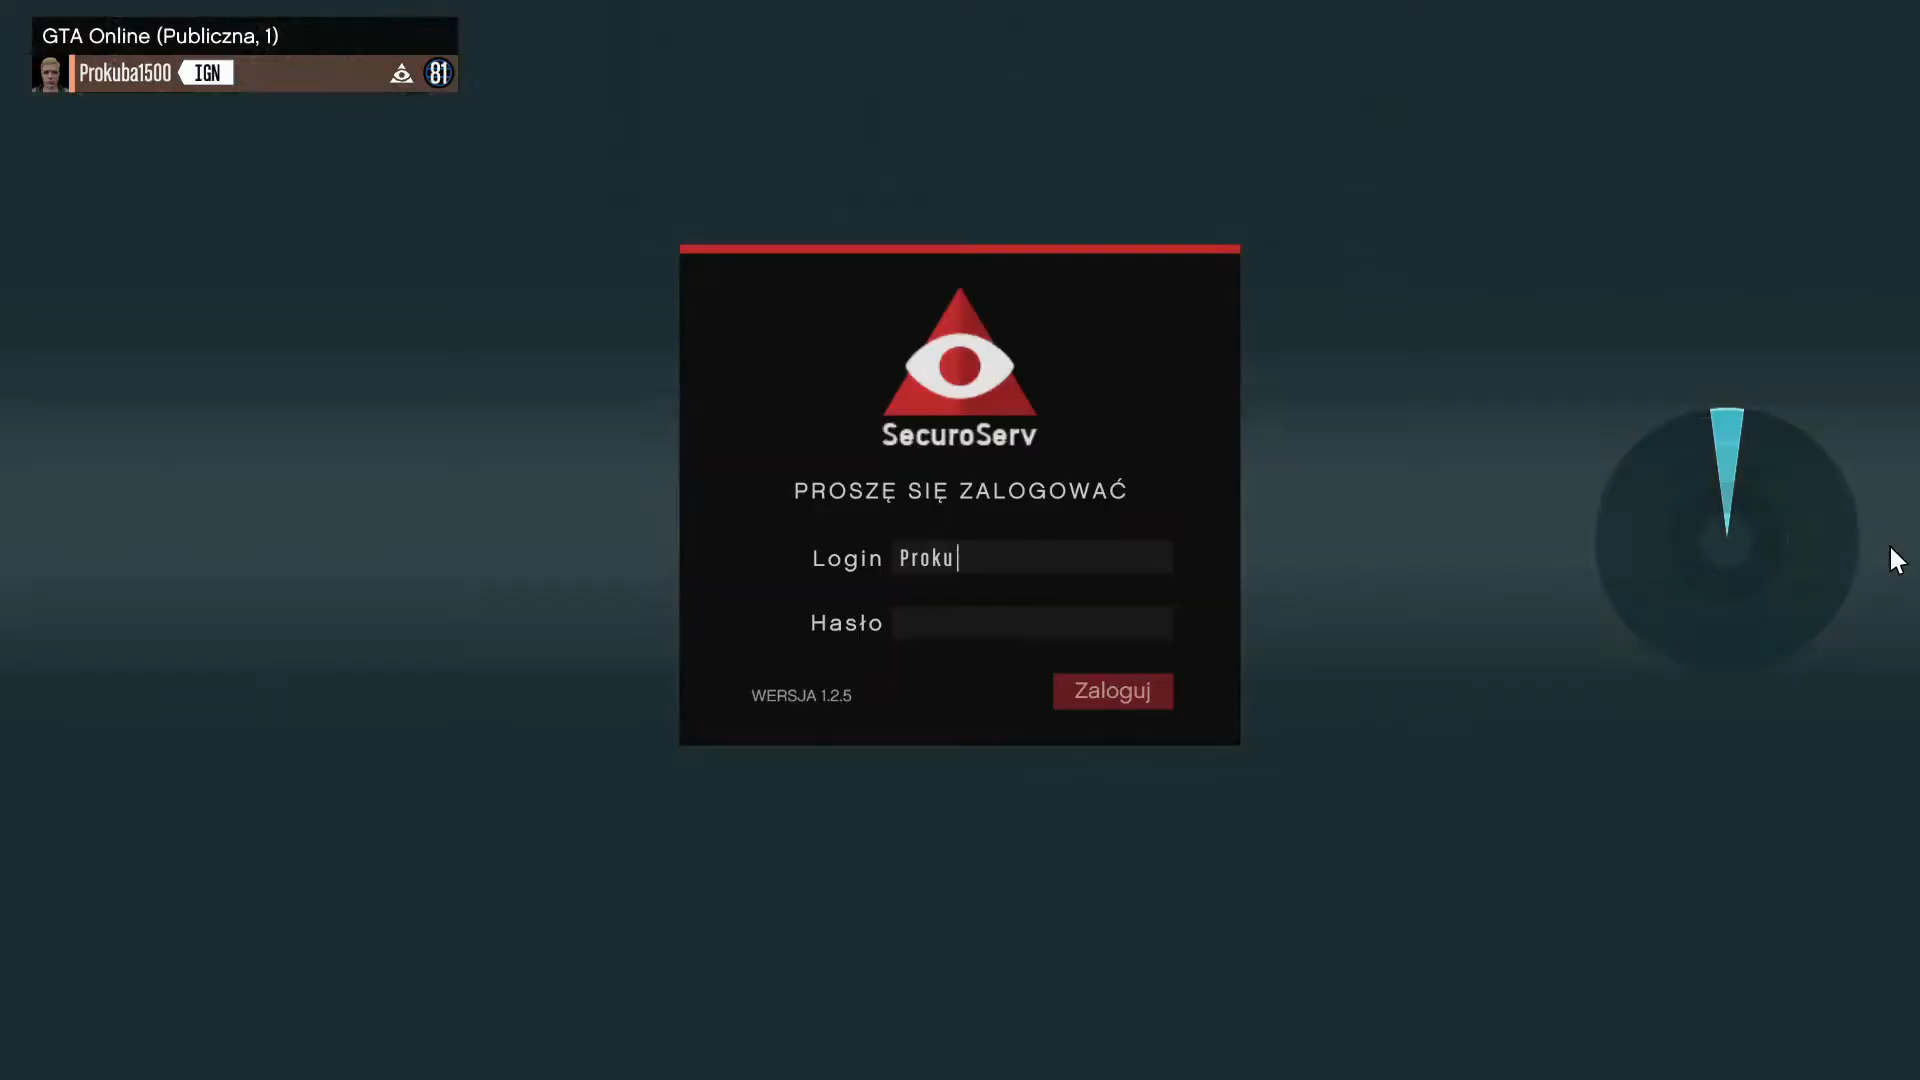 GTA Online (Publiczna, 1)
Prokuba1500 IGN 81
SecuroServ
PROSZĘ SIĘ ZALOGOWAĆ
Login Proku
Hasło
WERSJA 1.2.5 Zaloguj